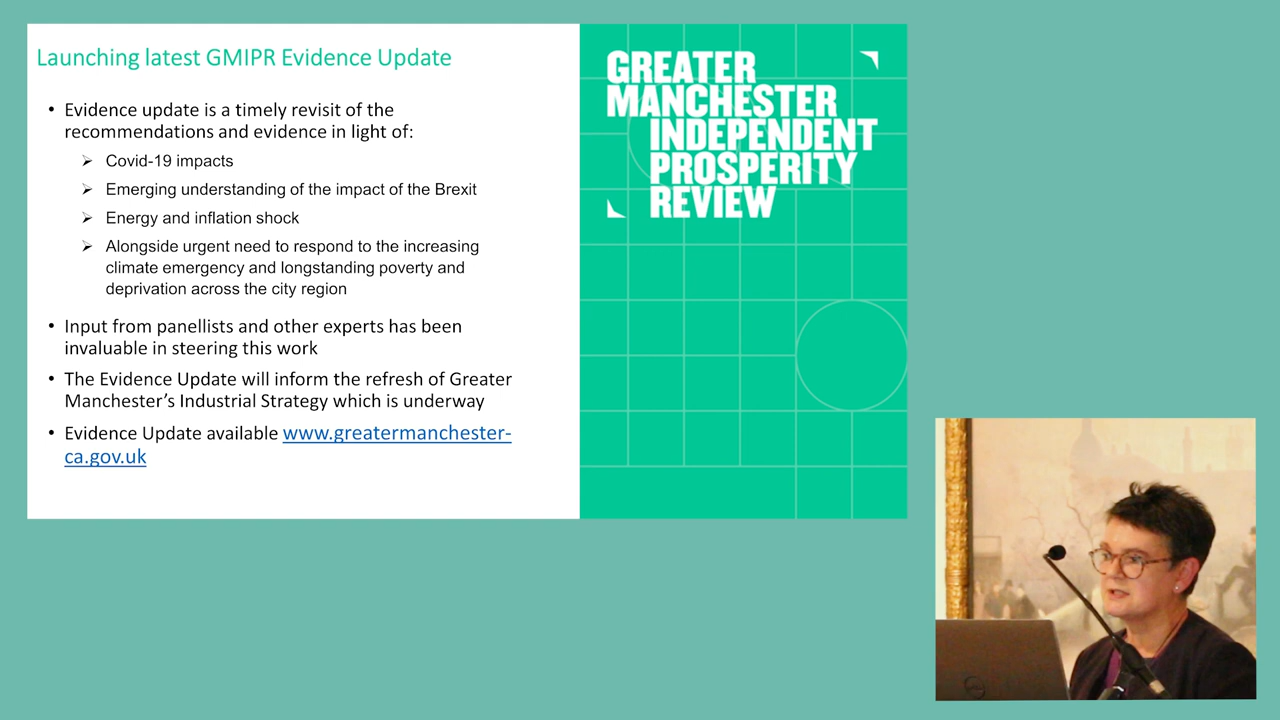 Launching latest GMIPR Evidence Update
• Evidence update is a timely revisit of the
recommendations and evidence in light of:
➢ Covid-19 impacts
➢ Emerging understanding of the impact of the Brexit
➢ Energy and inflation shock
➢ Alongside urgent need to respond to the increasing
climate emergency and longstanding poverty and
deprivation across the city region
• Input from panellists and other experts has been
invaluable in steering this work
• The Evidence Update will inform the refresh of Greater
Manchester’s Industrial Strategy which is underway
• Evidence Update available www.greatermanchester-
ca.gov.uk
GREATER
MANCHESTER
INDEPENDENT
PROSPERITY
REVIEW